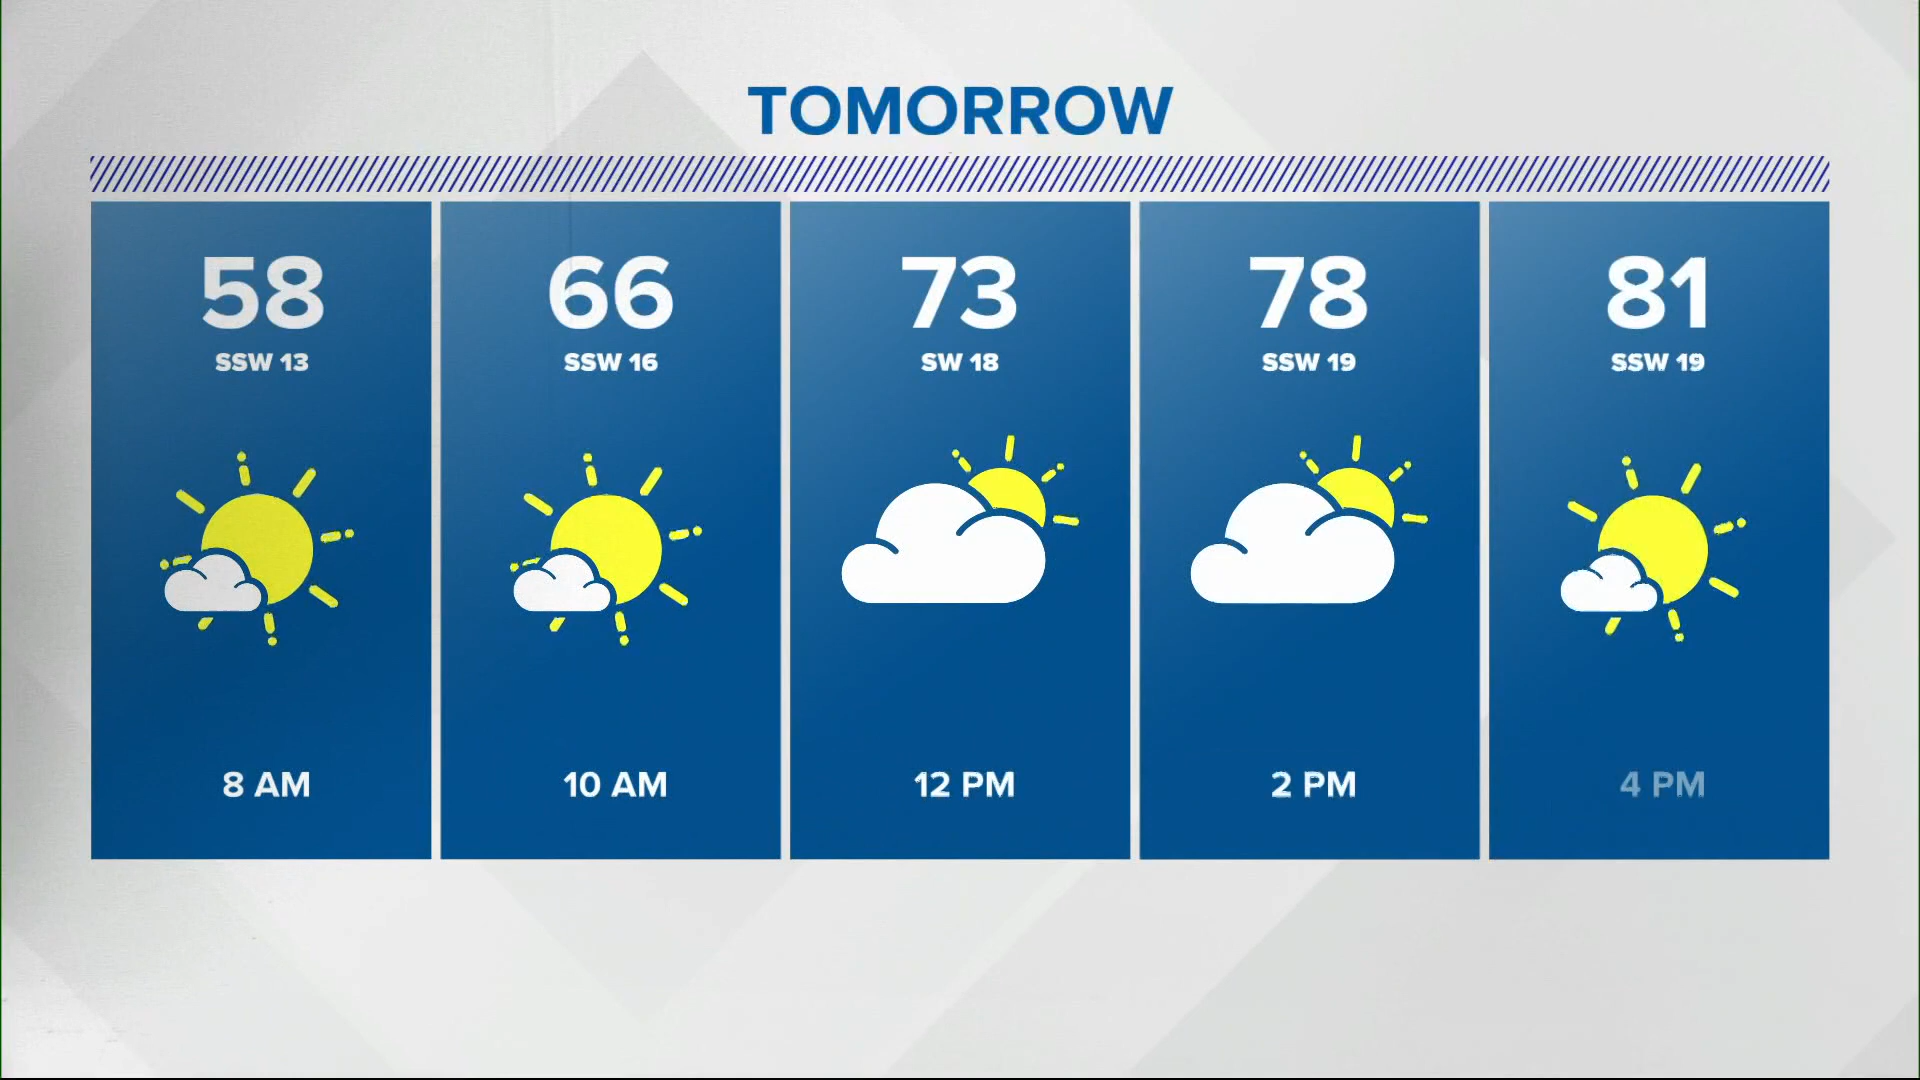 TOMORROW
58
SSW 13
8 AM
66
SSW 16
10 AM
73
SW 18
12 PM
78
SSW 19
2 PM
81
SSW 19
4 PM